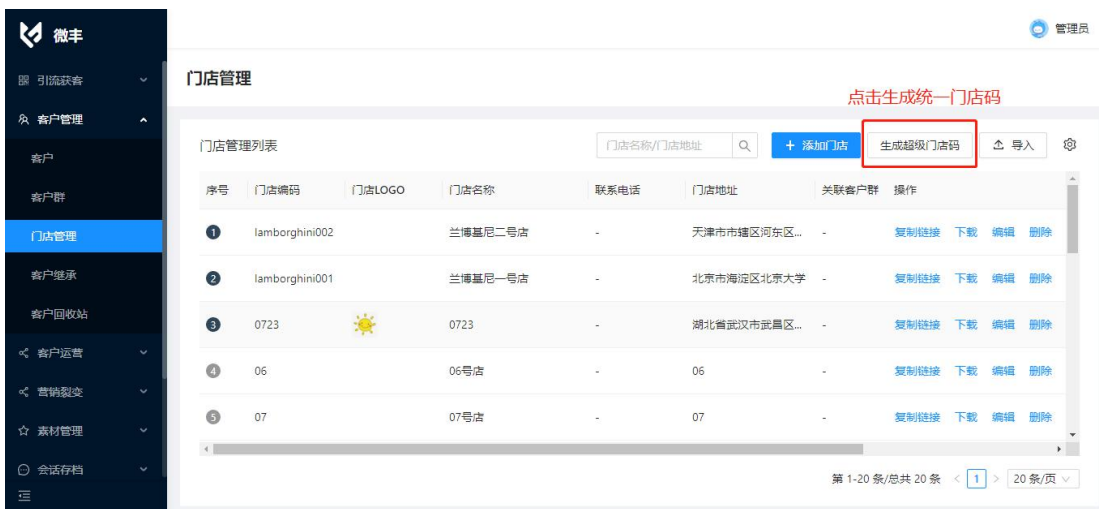 微丰
管理员
引流获客
门店管理
点击生成统一门店码
客户管理
门店管理列表
门店名称/门店地址
+ 添加门店
生成超级门店码
导入
客户
序号 门店编码 门店LOGO 门店名称 联系电话 门店地址 关联客户群 操作
客户群
门店管理
1 lamborghini002 兰博基尼二号店 - 天津市市辖区河东区... - 复制链接 下载 编辑 删除
客户继承
2 lamborghini001 兰博基尼一号店 - 北京市海淀区北京大学 - 复制链接 下载 编辑 删除
客户回收站
3 0723 0723 - 湖北省武汉市武昌区... - 复制链接 下载 编辑 删除
客户运营
4 06 06号店 - 06 - 复制链接 下载 编辑 删除
营销裂变
5 07 07号店 - 07 - 复制链接 下载 编辑 删除
素材管理
会话存档
第 1-20 条/总共 20 条 < 1 > 20 条/页